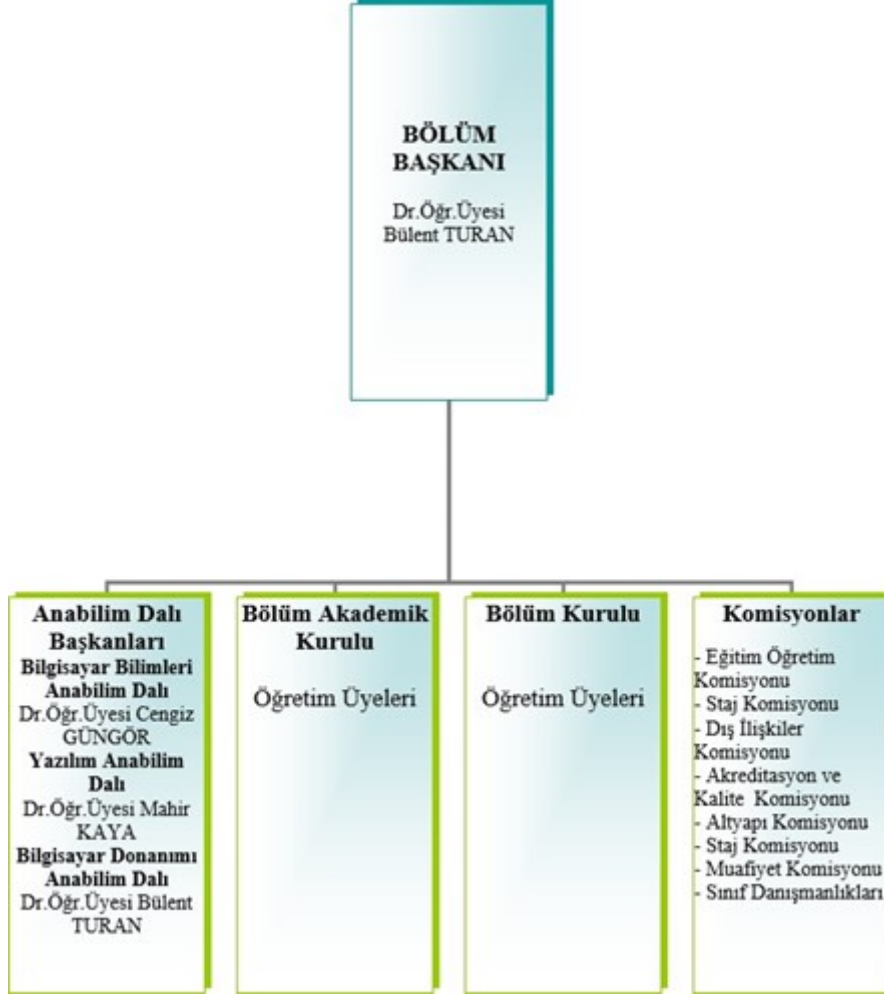 BÖLÜM
BAŞKANI
Dr.Öğr.Üyesi
Bülent TURAN
Anabilim Dalı
Başkanları
Bilgisayar Bilimleri
Anabilim Dalı
Dr.Öğr.Üyesi Cengiz
GÜNGÖR
Yazılım Anabilim
Dalı
Dr.Öğr.Üyesi Mahir
KAYA
Bilgisayar Donanımı
Anabilim Dalı
Dr.Öğr.Üyesi Bülent
TURAN
Bölüm Akademik
Kurulu
Öğretim Üyeleri
Bölüm Kurulu
Öğretim Üyeleri
Komisyonlar
- Eğitim Öğretim
Komisyonu
- Staj Komisyonu
- Dış İlişkiler
Komisyonu
- Akreditasyon ve
Kalite Komisyonu
- Altyapı Komisyonu
- Staj Komisyonu
- Muafiyet Komisyonu
- Sınıf Danışmanlıkları